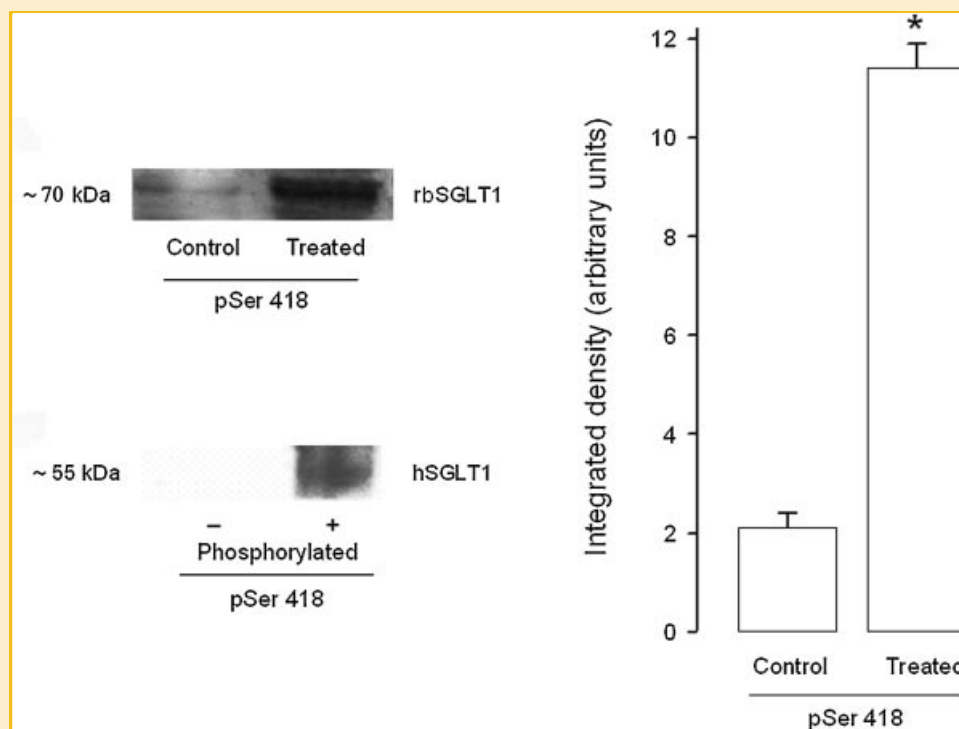 ~ 70 kDa
rbSGLT1
Control Treated
pSer 418
~ 55 kDa
hSGLT1
– +
Phosphorylated
pSer 418
Integrated density (arbitrary units)
12
10
8
6
4
2
0
*
Control Treated
pSer 418